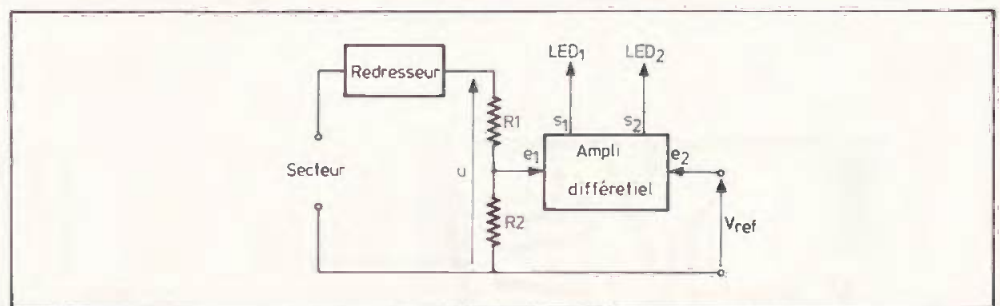 LED1 LED2
Redresseur
R1
s1 s2
e1 Ampli e2
Secteur u
différetiel
R2 Vref